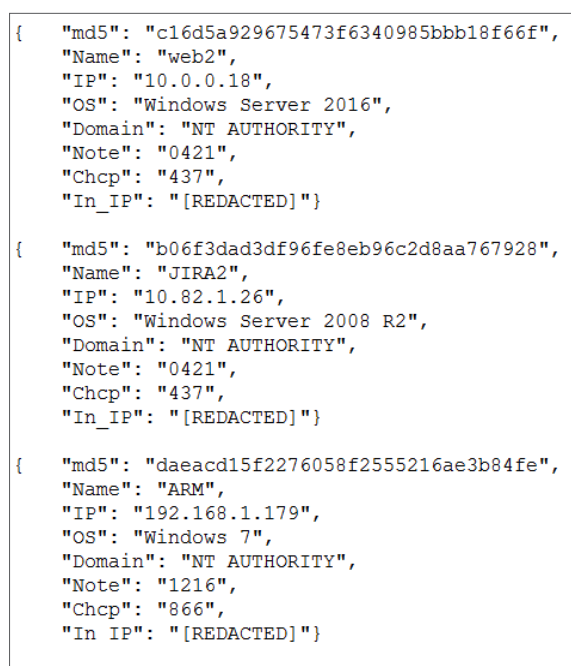 {   "md5": "c16d5a929675473f6340985bbb18f66f",
    "Name": "web2",
    "IP": "10.0.0.18",
    "OS": "Windows Server 2016",
    "Domain": "NT AUTHORITY",
    "Note": "0421",
    "Chcp": "437",
    "In_IP": "[REDACTED]"}
{   "md5": "b06f3dad3df96fe8eb96c2d8aa767928",
    "Name": "JIRA2",
    "IP": "10.82.1.26",
    "OS": "Windows Server 2008 R2",
    "Domain": "NT AUTHORITY",
    "Note": "0421",
    "Chcp": "437",
    "In_IP": "[REDACTED]"}
{   "md5": "daeacd15f2276058f2555216ae3b84fe",
    "Name": "ARM",
    "IP": "192.168.1.179",
    "OS": "Windows 7",
    "Domain": "NT AUTHORITY",
    "Note": "1216",
    "Chcp": "866",
    "In IP": "[REDACTED]"}